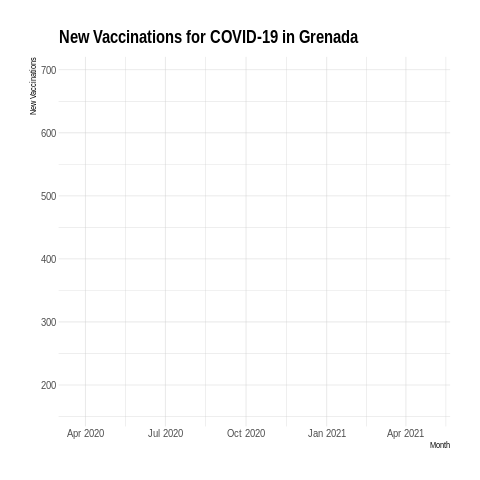 New Vaccinations for COVID-19 in Grenada
New Vaccinations
700
600
500
400
300
200
Apr 2020 Jul 2020 Oct 2020 Jan 2021 Apr 2021
Month